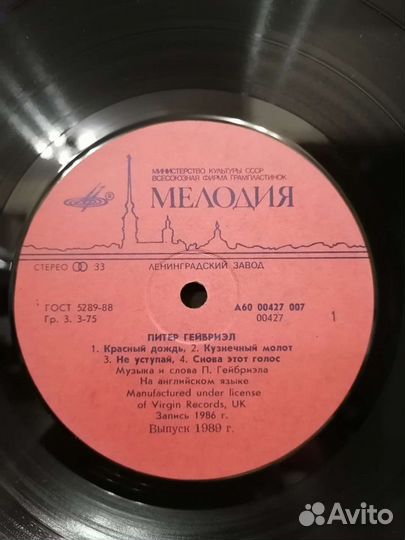 МИНИСТЕРСТВО КУЛЬТУРЫ СССР
ВСЕСОЮЗНАЯ ФИРМА ГРАМПЛАСТИНОК
МЕЛОДИЯ
СТЕРЕО 33
ЛЕНИНГРАДСКИЙ ЗАВОД
ГОСТ 5289-88
А60 00427 007
Гр. 3. 3-75
00427
1
ПИТЕР ГЕЙБРИЭЛ
1. Красный дождь, 2. Кузнечный молот
3. Не уступай, 4. Снова этот голос
Музыка и слова П. Гейбриэла
На английском языке
Manufactured under license
of Virgin Records, UK
Запись 1986 г.
Выпуск 1989 г.
Avito